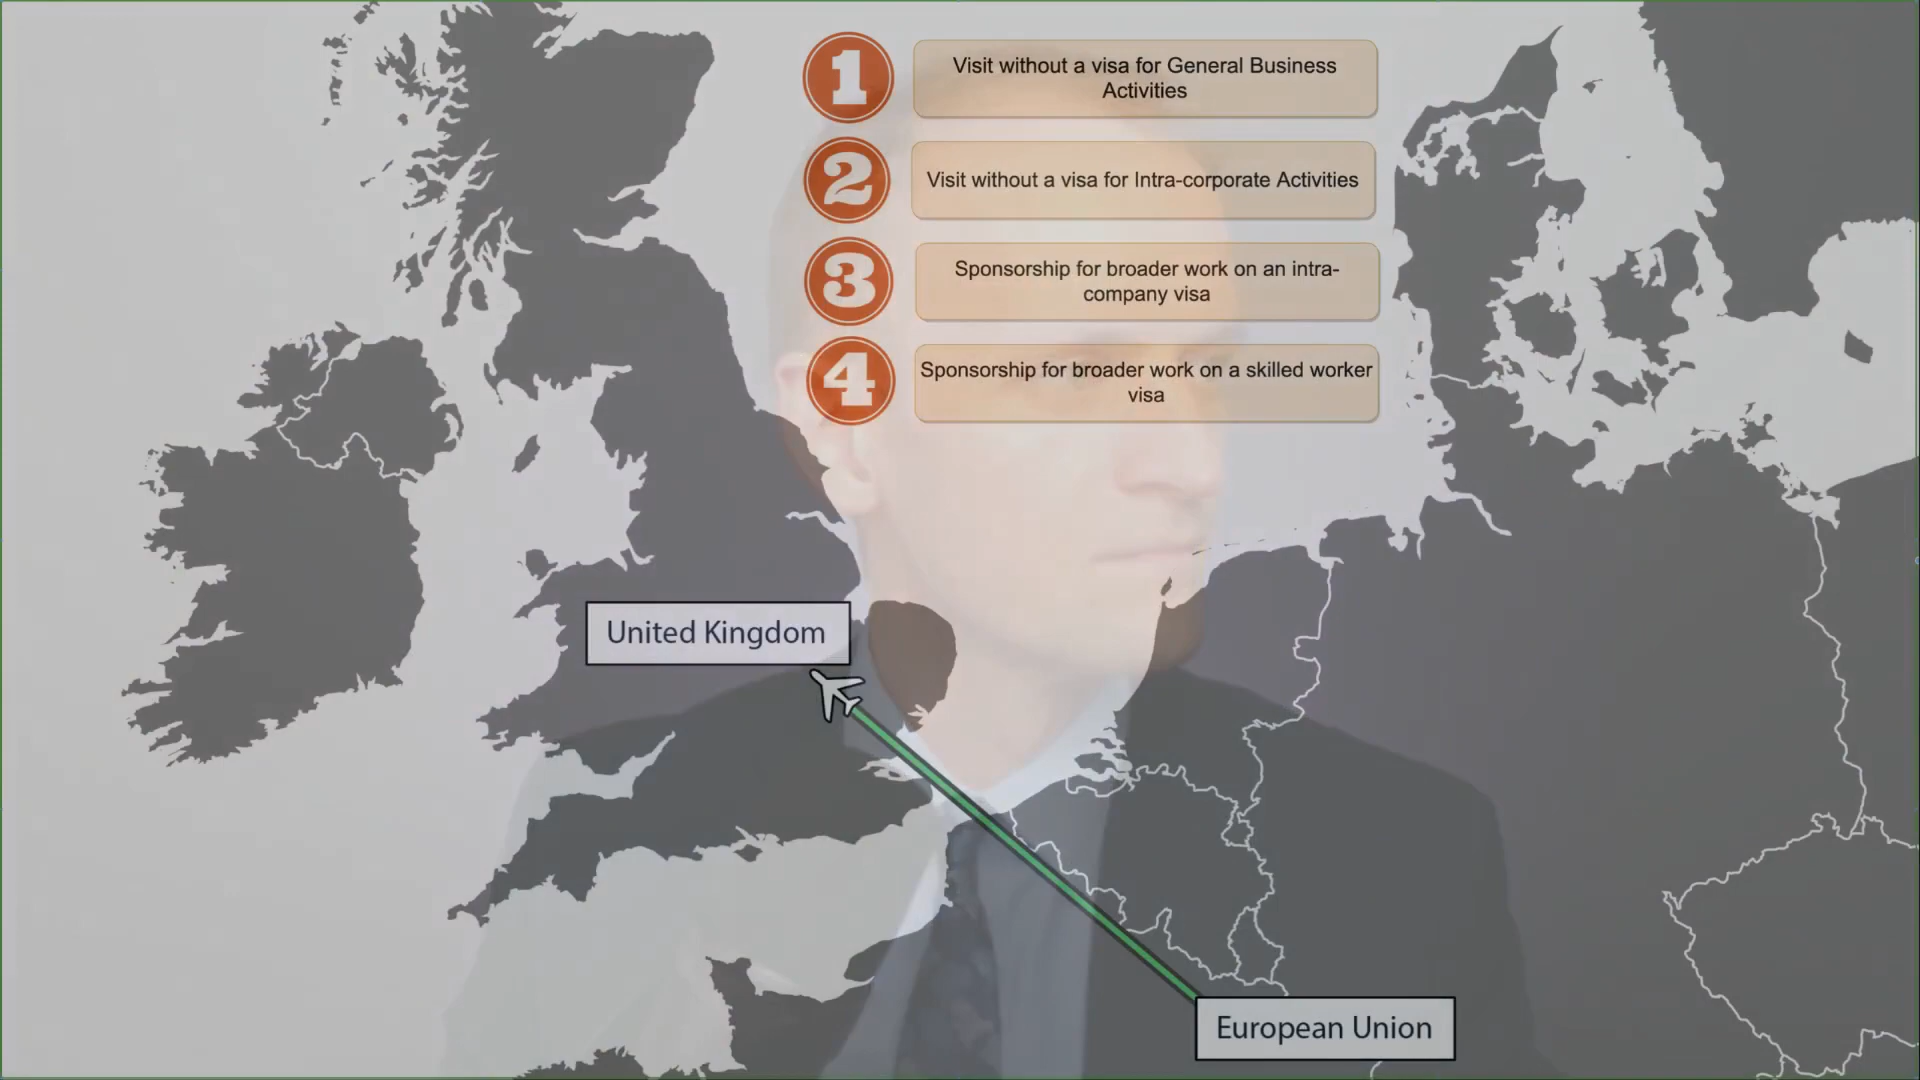 1
Visit without a visa for General Business
Activities
2
Visit without a visa for Intra-corporate Activities
3
Sponsorship for broader work on an intra-
company visa
4
Sponsorship for broader work on a skilled worker
visa
United Kingdom
European Union